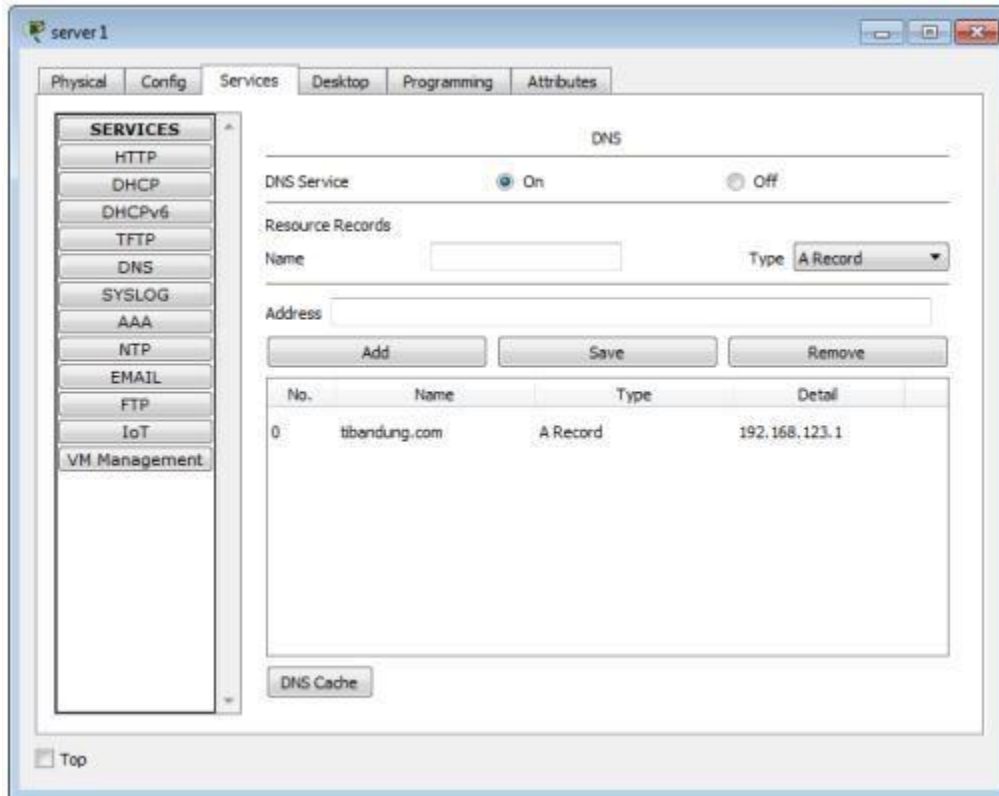 server1
Physical Config Services Desktop Programming Attributes
SERVICES
HTTP
DHCP
DHCPv6
TFTP
DNS
SYSLOG
AAA
NTP
EMAIL
FTP
IoT
VM Management
DNS
DNS Service On Off
Resource Records
Name Type A Record
Address
Add Save Remove
No. Name Type Detail
0 tibandung.com A Record 192.168.123.1
DNS Cache
Top